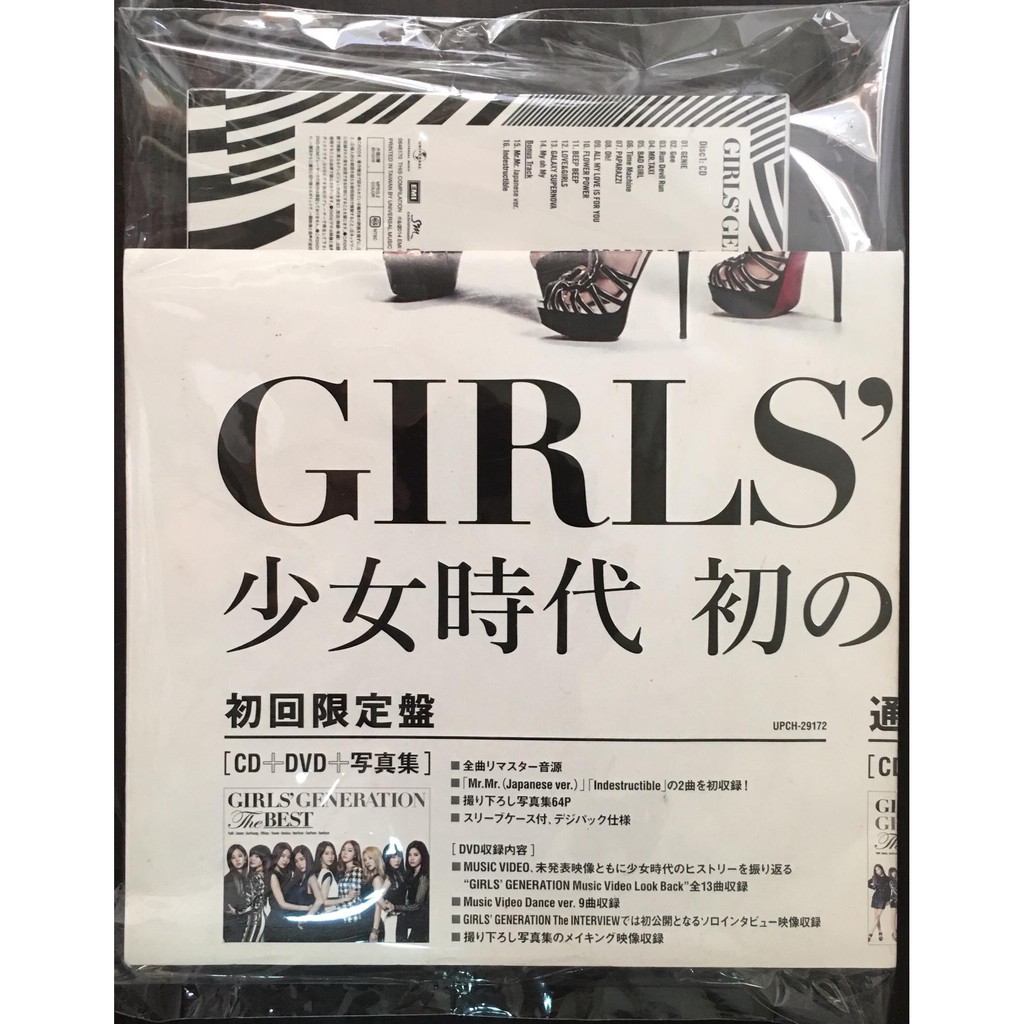 GIRLS' GE
Disc1: CD
01. GENIE
02. Gee
03. Run Devil Run
04. MR.TAXI
05. BAD GIRL
06. Time Machine
07. PAPARAZZI
08. Oh!
09. ALL MY LOVE IS FOR YOU
10. FLOWER POWER
11. BEEP BEEP
12. LOVE&GIRLS
13. GALAXY SUPERNOVA
14. My oh My
Bonus Track
15. Mr.Mr. Japanese ver.
16. Indestructible
EMI
PRINTED IN TAIWAN BY UNIVERSAL MUSIC
GIRLS'
少女時代 初の
初回限定盤
UPCH-29172
通
[CD+DVD+写真集]
[CD
■全曲リマスター音源
■「Mr.Mr.(Japanese ver.)」「Indestructible」の2曲を初収録!
■撮り下ろし写真集64P
■スリーブケース付、デジパック仕様
[DVD収録内容]
■MUSIC VIDEO、未発表映像ともに少女時代のヒストリーを振り返る
"GIRLS' GENERATION Music Video Look Back"全13曲収録
■Music Video Dance ver. 9曲収録
■GIRLS' GENERATION The INTERVIEWでは初公開となるソロインタビュー映像収録
■撮り下ろし写真集のメイキング映像収録
GIRLS' GENERATION
The BEST
GI
GI
The